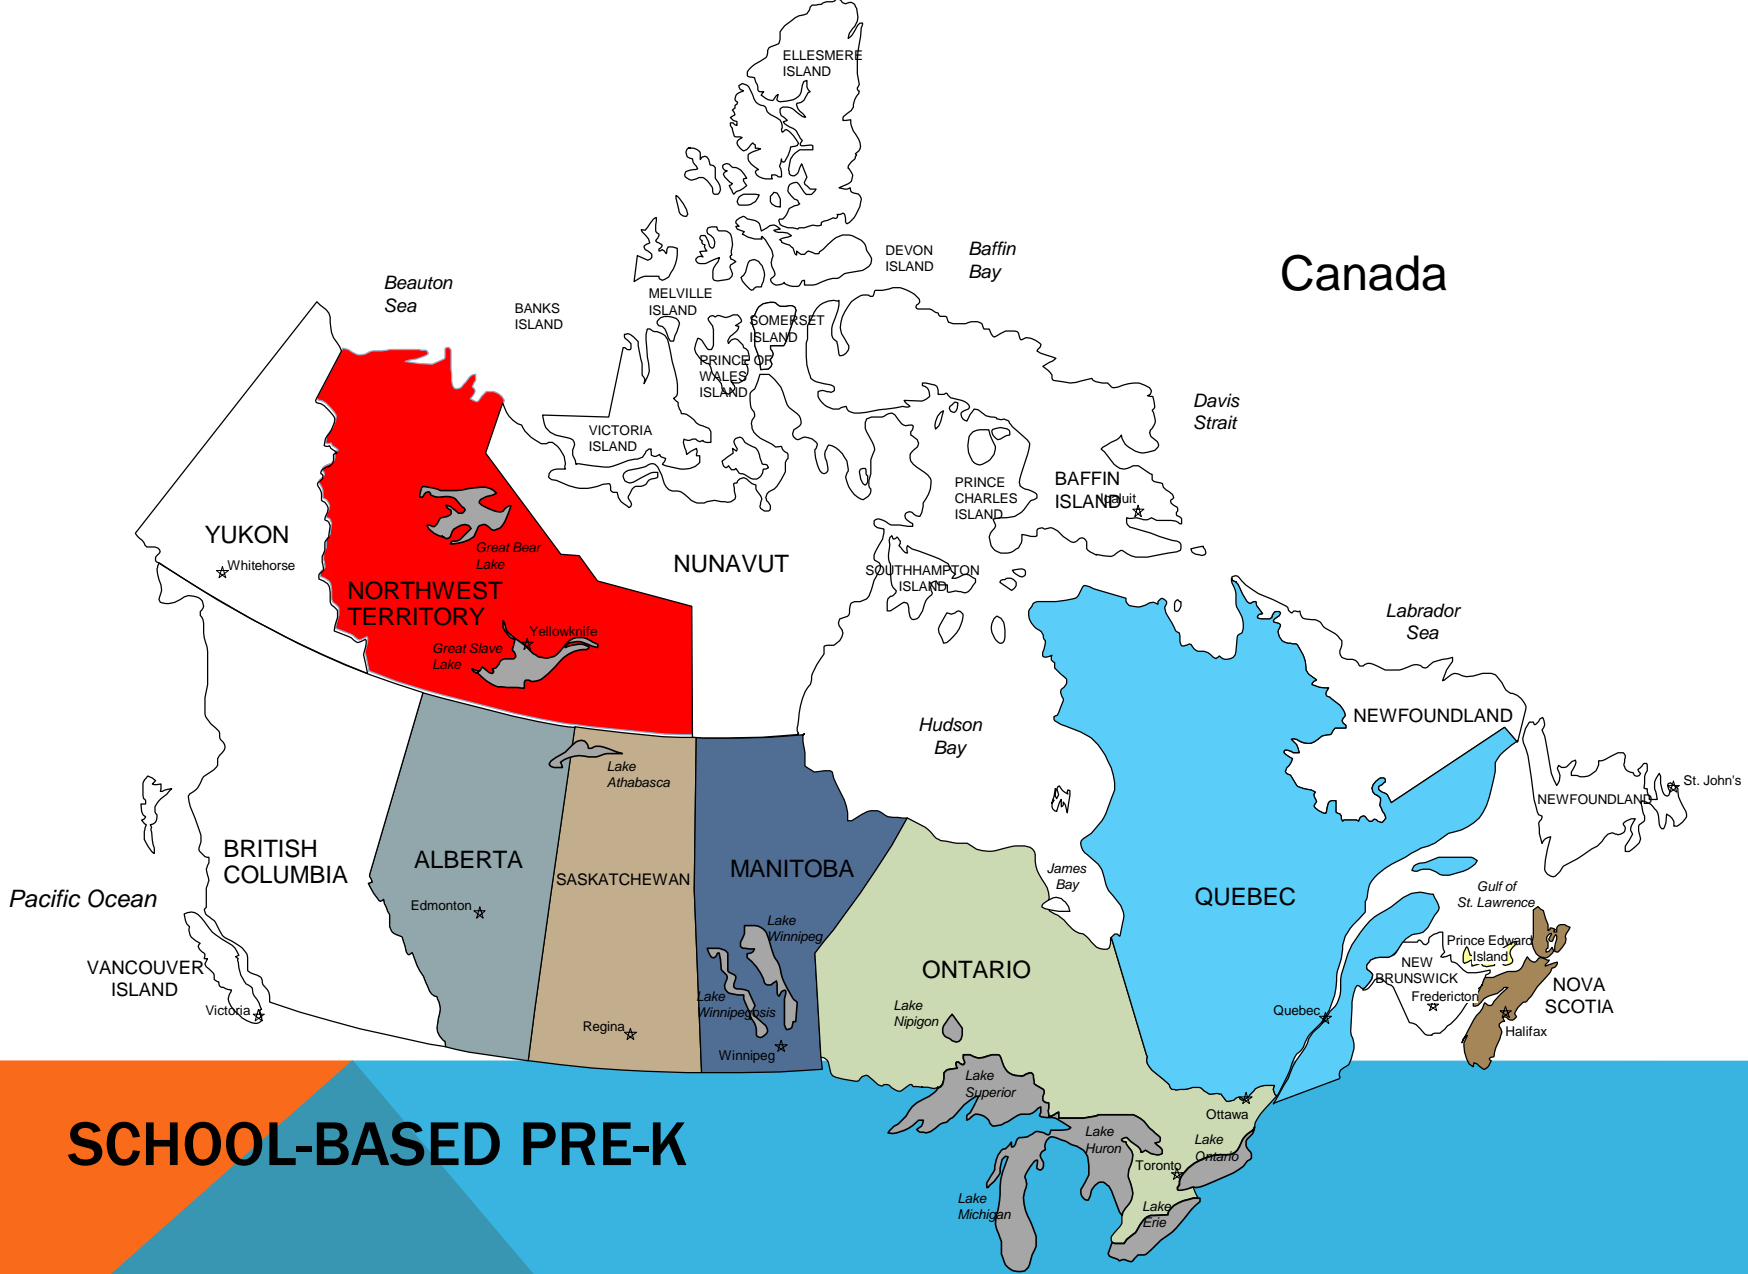 ELLESMERE
ISLAND
DEVON
ISLAND
Baffin
Bay
Canada
Beauton
Sea
BANKS
ISLAND
MELVILLE
ISLAND
SOMERSET
ISLAND
PRINCE OF
WALES
ISLAND
Davis
Strait
VICTORIA
ISLAND
PRINCE
CHARLES
ISLAND
BAFFIN
ISLAND
Iqaluit
YUKON
Whitehorse
Great Bear
Lake
NUNAVUT
SOUTHHAMPTON
ISLAND
NORTHWEST
TERRITORY
Yellowknife
Great Slave
Lake
Labrador
Sea
Hudson
Bay
NEWFOUNDLAND
Lake
Athabasca
St. John's
NEWFOUNDLAND
BRITISH
COLUMBIA
ALBERTA
SASKATCHEWAN
MANITOBA
James
Bay
QUEBEC
Gulf of
St. Lawrence
Pacific Ocean
Edmonton
Lake
Winnipeg
Prince Edward
Island
VANCOUVER
ISLAND
ONTARIO
NEW
BRUNSWICK
NOVA
SCOTIA
Fredericton
Victoria
Regina
Lake
Winnipegosis
Lake
Nipigon
Quebec
Halifax
Winnipeg
Lake
Superior
Ottawa
Lake
Huron
Lake
Ontario
Toronto
SCHOOL-BASED PRE-K
Lake
Michigan
Lake
Erie